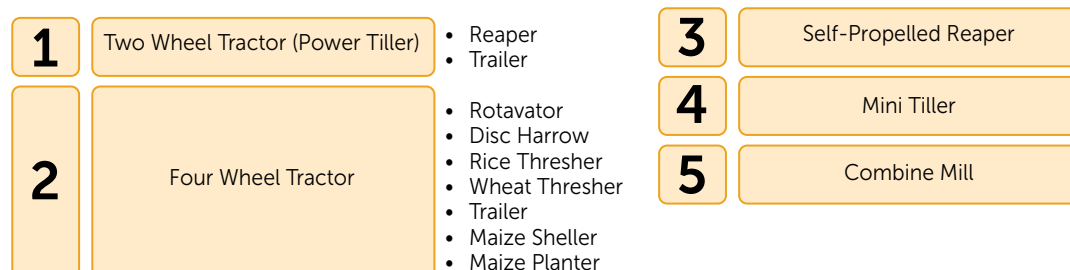 1
Two Wheel Tractor (Power Tiller)
• Reaper
• Trailer
2
Four Wheel Tractor
• Rotavator
• Disc Harrow
• Rice Thresher
• Wheat Thresher
• Trailer
• Maize Sheller
• Maize Planter
3
Self-Propelled Reaper
4
Mini Tiller
5
Combine Mill